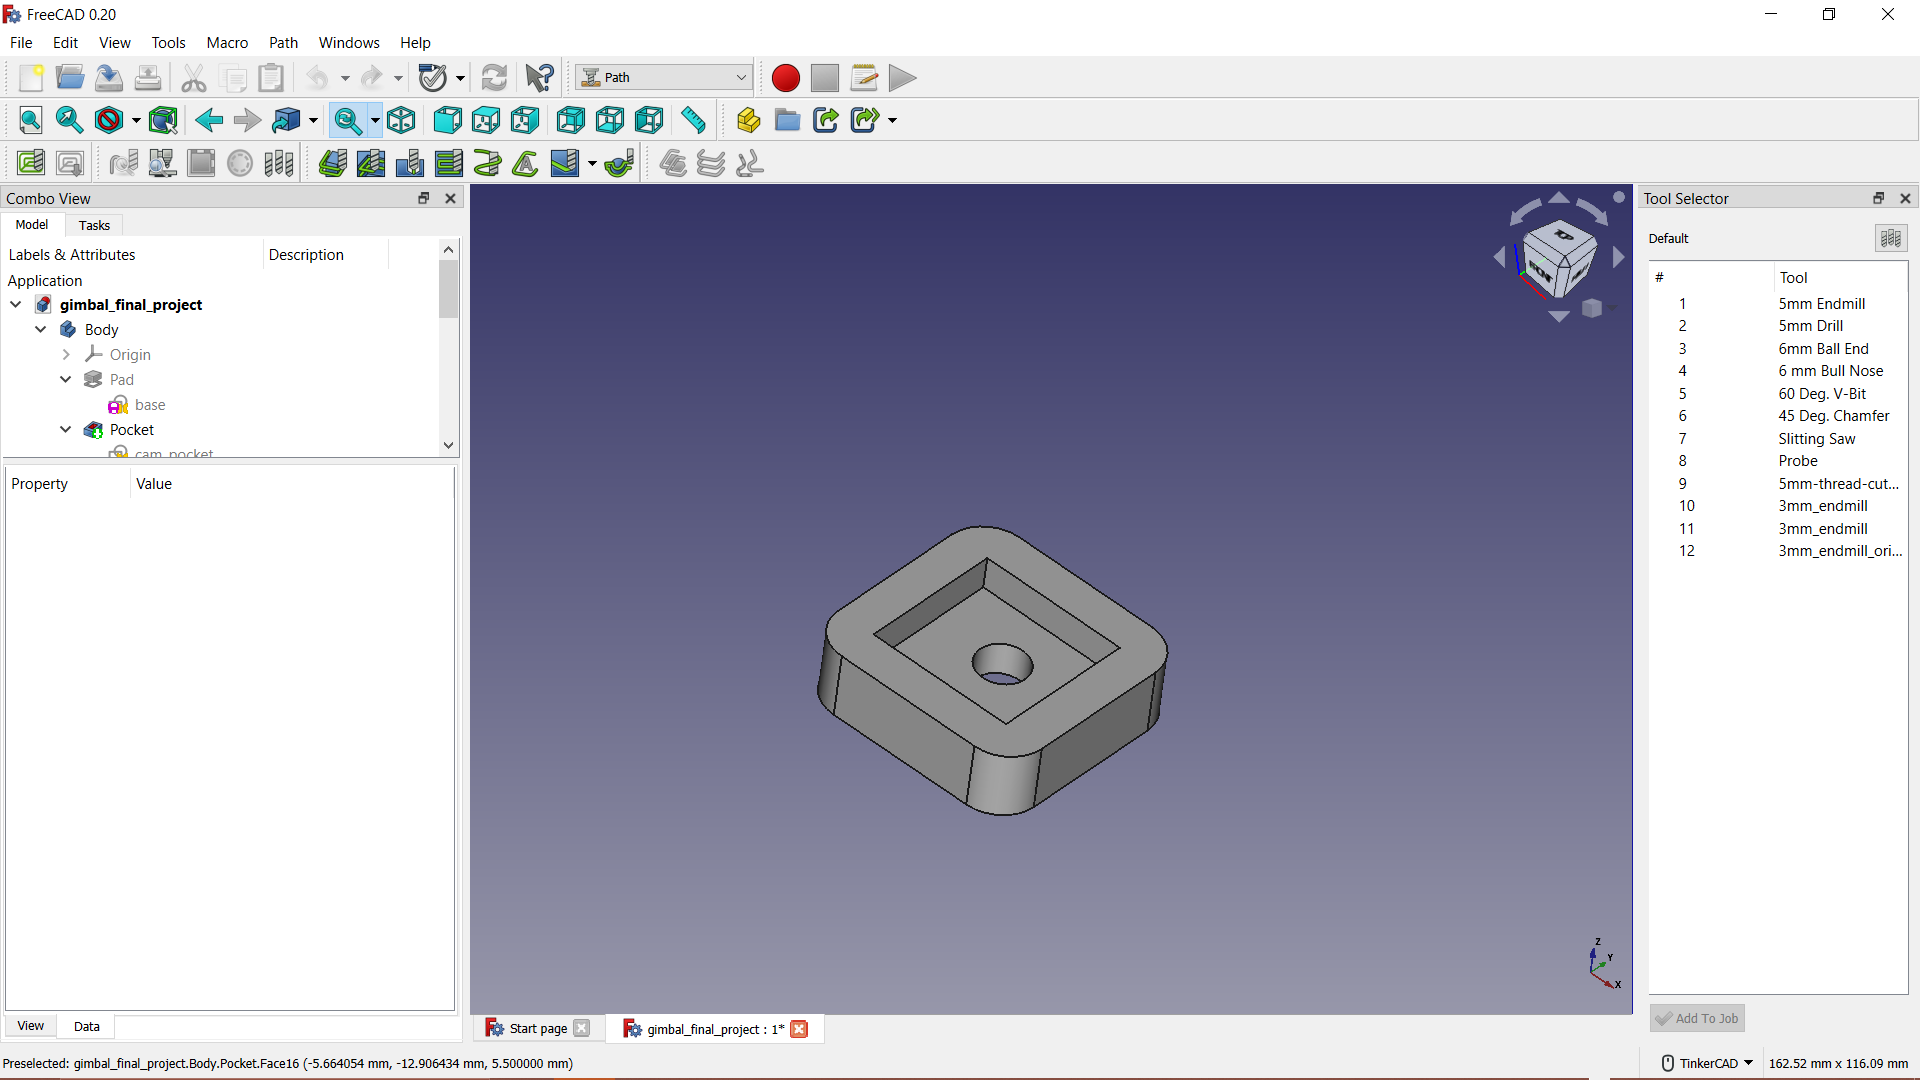 FreeCAD 0.20
File Edit View Tools Macro Path Windows Help
Path
Combo View
Model Tasks
Labels & Attributes Description
Application
gimbal_final_project
Body
Origin
Pad
base
Pocket
cam_pocket
Property Value
View Data
TOP
Z
Y
X
Start page
gimbal_final_project : 1*
Tool Selector
Default
# Tool
1 5mm Endmill
2 5mm Drill
3 6mm Ball End
4 6 mm Bull Nose
5 60 Deg. V-Bit
6 45 Deg. Chamfer
7 Slitting Saw
8 Probe
9 5mm-thread-cut...
10 3mm_endmill
11 3mm_endmill
12 3mm_endmill_ori...
Add To Job
Preselected: gimbal_final_project.Body.Pocket.Face16 (-5.664054 mm, -12.906434 mm, 5.500000 mm)
TinkerCAD
162.52 mm x 116.09 mm